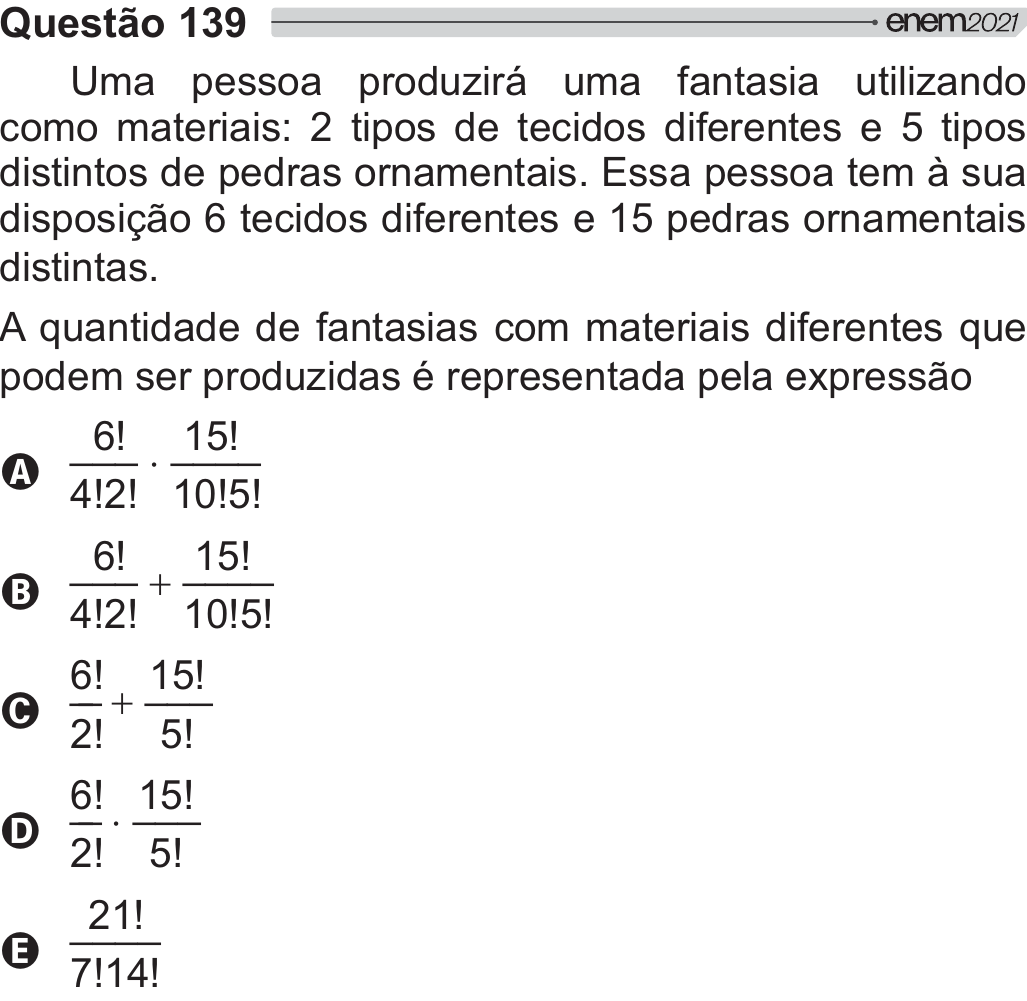 Questão 139 enem2021
Uma pessoa produzirá uma fantasia utilizando
como materiais: 2 tipos de tecidos diferentes e 5 tipos
distintos de pedras ornamentais. Essa pessoa tem à sua
disposição 6 tecidos diferentes e 15 pedras ornamentais
distintas.
A quantidade de fantasias com materiais diferentes que
podem ser produzidas é representada pela expressão
A 6!/4!2! · 15!/10!5!
B 6!/4!2! + 15!/10!5!
C 6!/2! + 15!/5!
D 6!/2! · 15!/5!
E 21!/7!14!